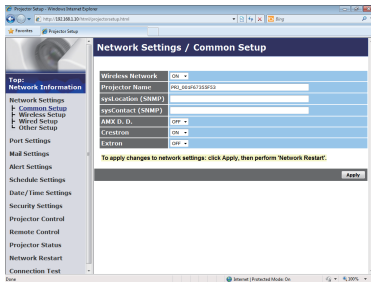 Projector Setup - Windows Internet Explorer
http://192.168.1.10/html/projectorsetup.html
Bing
Favorites
Projector Setup
Top:
Network Information
Network Settings
Common Setup
Wireless Setup
Wired Setup
Other Setup
Port Settings
Mail Settings
Alert Settings
Schedule Settings
Date/Time Settings
Security Settings
Projector Control
Remote Control
Projector Status
Network Restart
Connection Test
Network Settings / Common Setup
Wireless Network ON
Projector Name PRJ_001F67355F53
sysLocation (SNMP)
sysContact (SNMP)
AMX D. D. OFF
Crestron ON
Extron OFF
To apply changes to network settings: click Apply, then perform 'Network Restart'.
Apply
Done
Internet | Protected Mode: On
100%